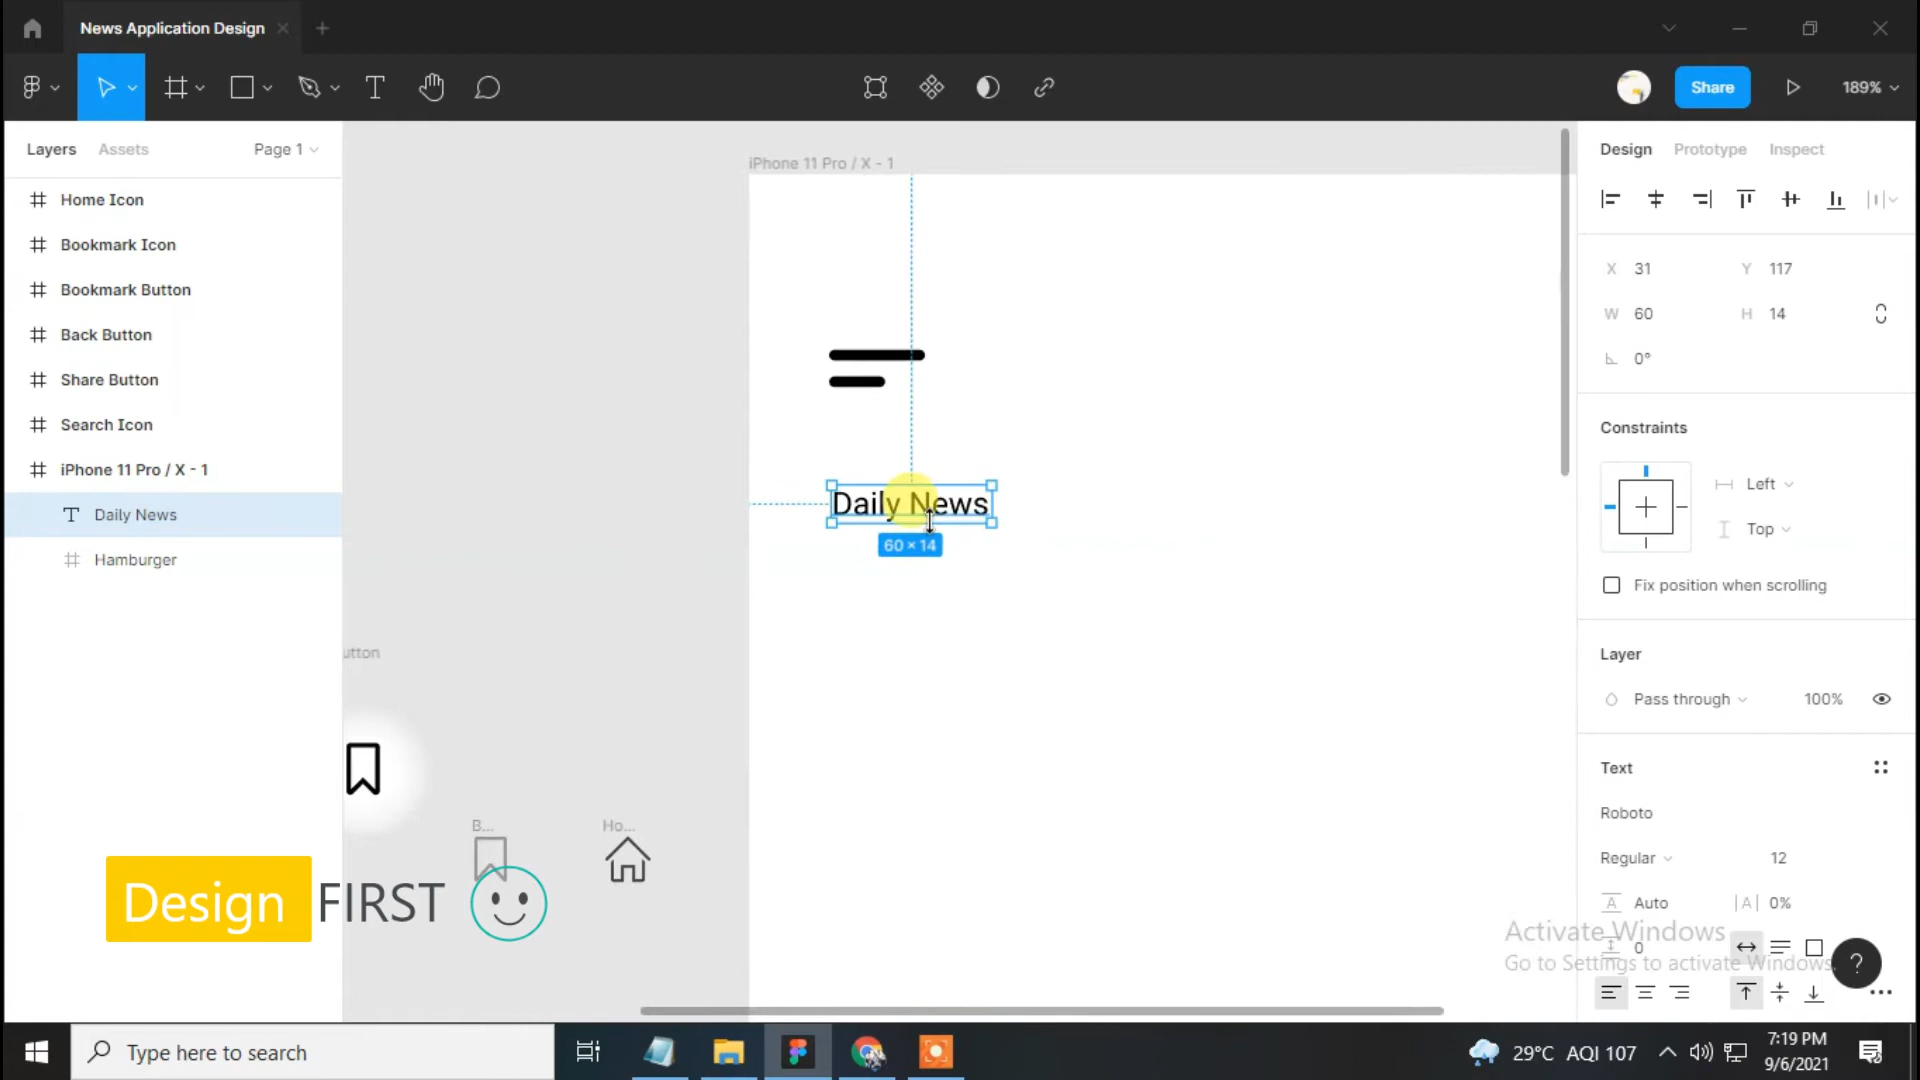 News Application Design
Share
189%
Layers
Assets
Page 1
Home Icon
Bookmark Icon
Bookmark Button
Back Button
Share Button
Search Icon
iPhone 11 Pro / X - 1
Daily News
Hamburger
iPhone 11 Pro / X - 1
Daily News
60 × 14
utton
B...
Ho...
Design FIRST
Design
Prototype
Inspect
X 31
Y 117
W 60
H 14
0°
Constraints
Left
Top
Fix position when scrolling
Layer
Pass through
100%
Text
Roboto
Regular
12
Auto
|A| 0%
0
Activate Windows
Go to Settings to activate Windows.
?
Type here to search
29°C AQI 107
7:19 PM
9/6/2021